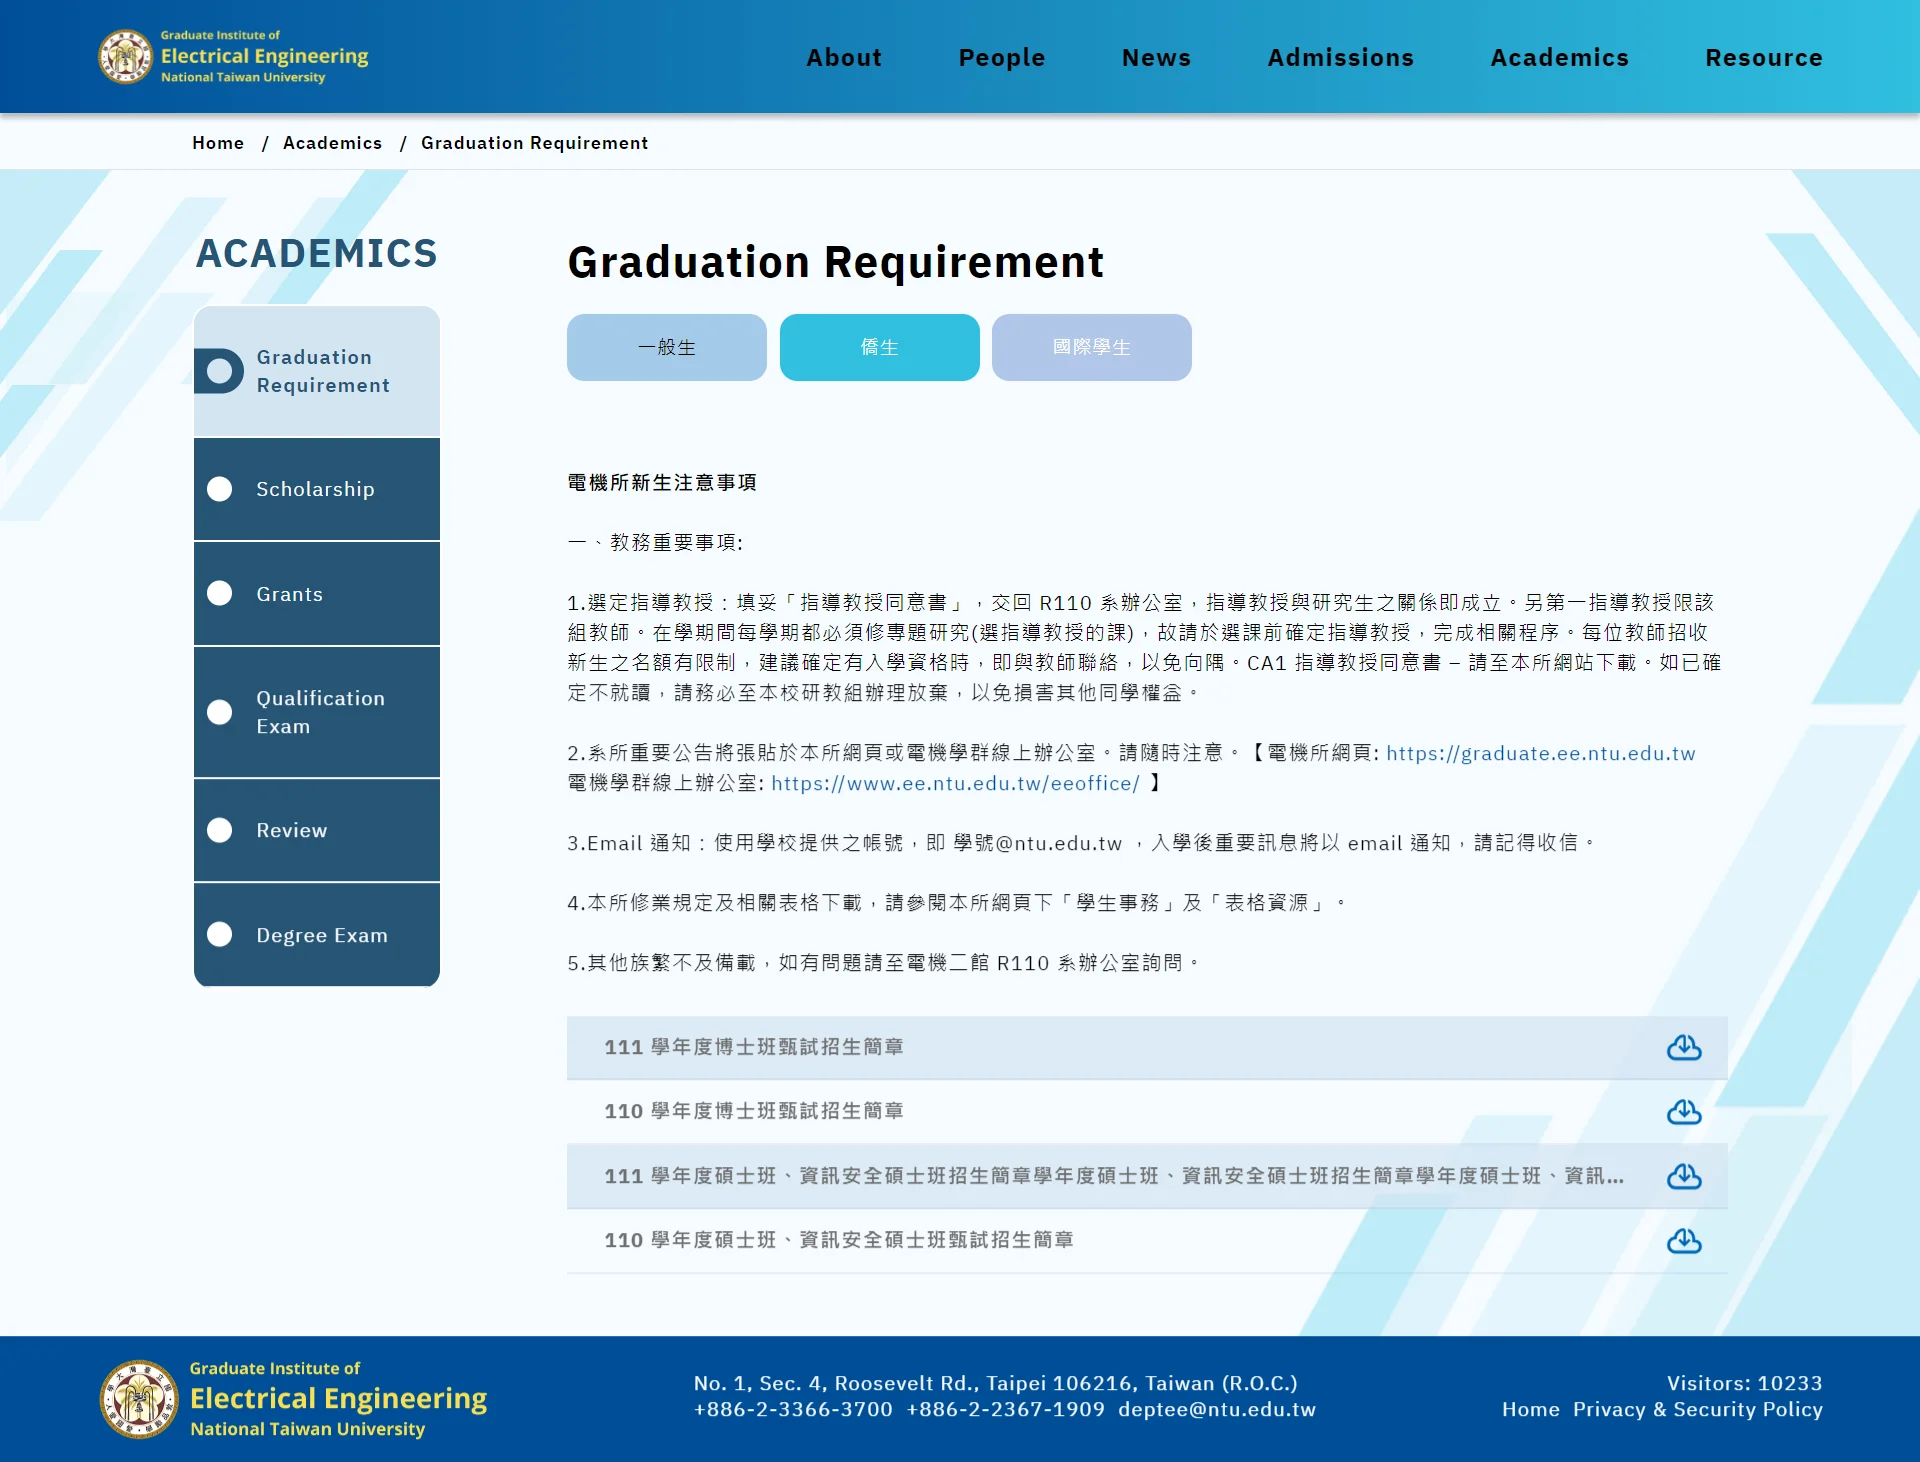 Graduate Institute of
Electrical Engineering
National Taiwan University
About People News Admissions Academics Resource
Home / Academics / Graduation Requirement
ACADEMICS
Graduation
Requirement
Scholarship
Grants
Qualification
Exam
Review
Degree Exam
Graduation Requirement
一般生 僑生 國際學生
電機所新生注意事項
一、教務重要事項:
1.選定指導教授：填妥「指導教授同意書」，交回 R110 系辦公室，指導教授與研究生之關係即成立。另第一指導教授限該
組教師。在學期間每學期都必須修專題研究(選指導教授的課)，故請於選課前確定指導教授，完成相關程序。每位教師招收
新生之名額有限制，建議確定有入學資格時，即與教師聯絡，以免向隅。CA1 指導教授同意書 – 請至本所網站下載。如已確
定不就讀，請務必至本校研教組辦理放棄，以免損害其他同學權益。
2.系所重要公告將張貼於本所網頁或電機學群線上辦公室。請隨時注意。【電機所網頁: https://graduate.ee.ntu.edu.tw
電機學群線上辦公室: https://www.ee.ntu.edu.tw/eeoffice/ 】
3.Email 通知：使用學校提供之帳號，即 學號@ntu.edu.tw ，入學後重要訊息將以 email 通知，請記得收信。
4.本所修業規定及相關表格下載，請參閱本所網頁下「學生事務」及「表格資源」。
5.其他族繁不及備載，如有問題請至電機二館 R110 系辦公室詢問。
111 學年度博士班甄試招生簡章
110 學年度博士班甄試招生簡章
111 學年度碩士班、資訊安全碩士班招生簡章學年度碩士班、資訊安全碩士班招生簡章學年度碩士班、資訊...
110 學年度碩士班、資訊安全碩士班甄試招生簡章
Graduate Institute of
Electrical Engineering
National Taiwan University
No. 1, Sec. 4, Roosevelt Rd., Taipei 106216, Taiwan (R.O.C.)
+886-2-3366-3700 +886-2-2367-1909 deptee@ntu.edu.tw
Visitors: 10233
Home Privacy & Security Policy